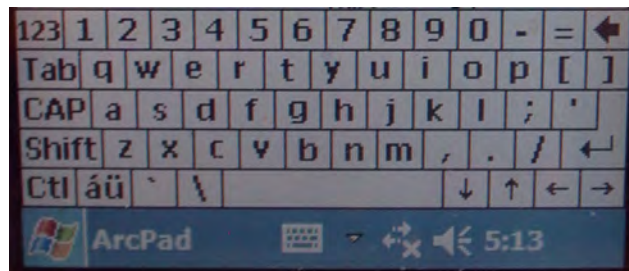 123 1 2 3 4 5 6 7 8 9 0 - =
Tab q w e r t y u i o p [ ]
CAP a s d f g h j k l ; '
Shift z x c v b n m , . /
Ctl áü ` \ ↓ ↑ ← →
ArcPad 5:13